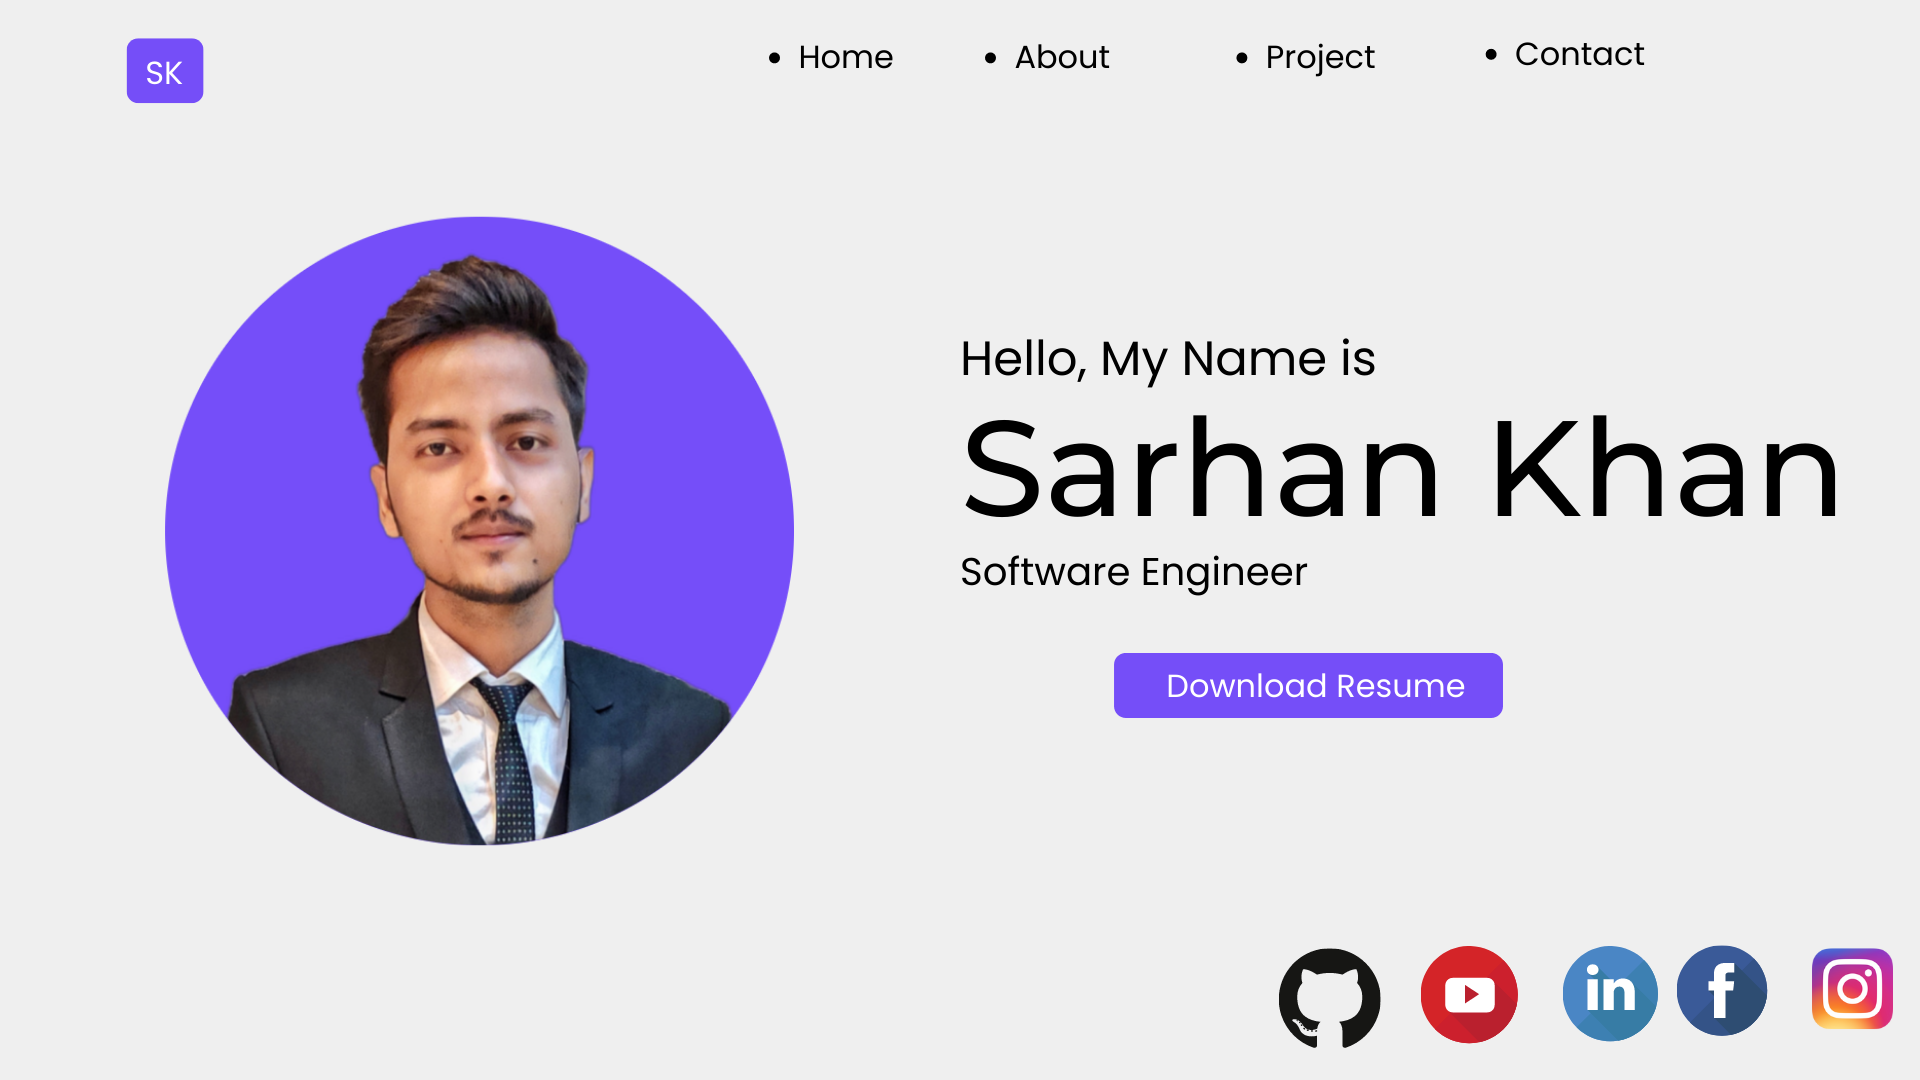 SK
• Home
• About
• Project
• Contact
Hello, My Name is
Sarhan Khan
Software Engineer
Download Resume
in
f